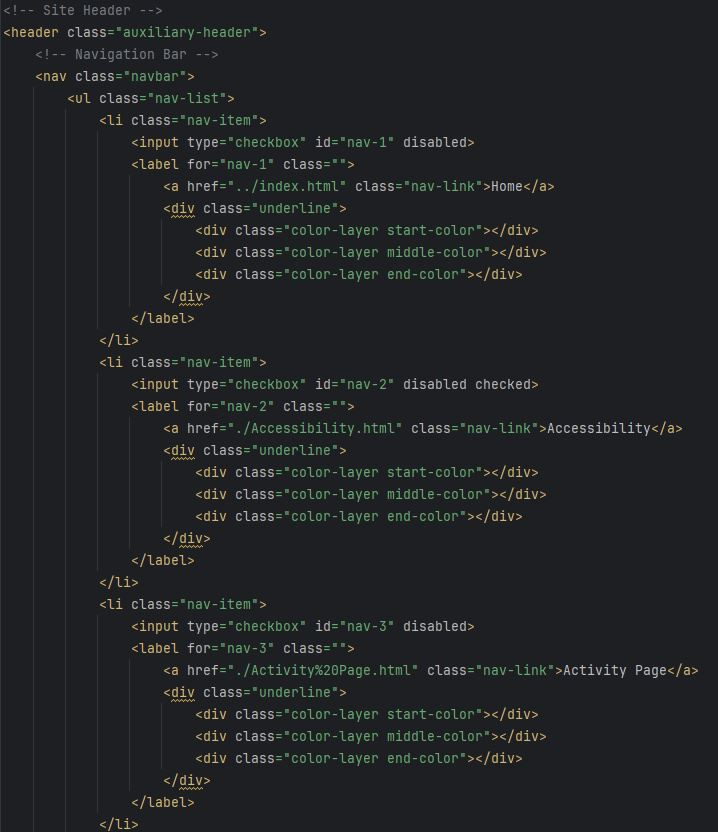 <!-- Site Header -->
<header class="auxiliary-header">
    <!-- Navigation Bar -->
    <nav class="navbar">
        <ul class="nav-list">
            <li class="nav-item">
                <input type="checkbox" id="nav-1" disabled>
                <label for="nav-1" class="">
                    <a href="../index.html" class="nav-link">Home</a>
                    <div class="underline">
                        <div class="color-layer start-color"></div>
                        <div class="color-layer middle-color"></div>
                        <div class="color-layer end-color"></div>
                    </div>
                </label>
            </li>
            <li class="nav-item">
                <input type="checkbox" id="nav-2" disabled checked>
                <label for="nav-2" class="">
                    <a href="./Accessibility.html" class="nav-link">Accessibility</a>
                    <div class="underline">
                        <div class="color-layer start-color"></div>
                        <div class="color-layer middle-color"></div>
                        <div class="color-layer end-color"></div>
                    </div>
                </label>
            </li>
            <li class="nav-item">
                <input type="checkbox" id="nav-3" disabled>
                <label for="nav-3" class="">
                    <a href="./Activity%20Page.html" class="nav-link">Activity Page</a>
                    <div class="underline">
                        <div class="color-layer start-color"></div>
                        <div class="color-layer middle-color"></div>
                        <div class="color-layer end-color"></div>
                    </div>
                </label>
            </li>